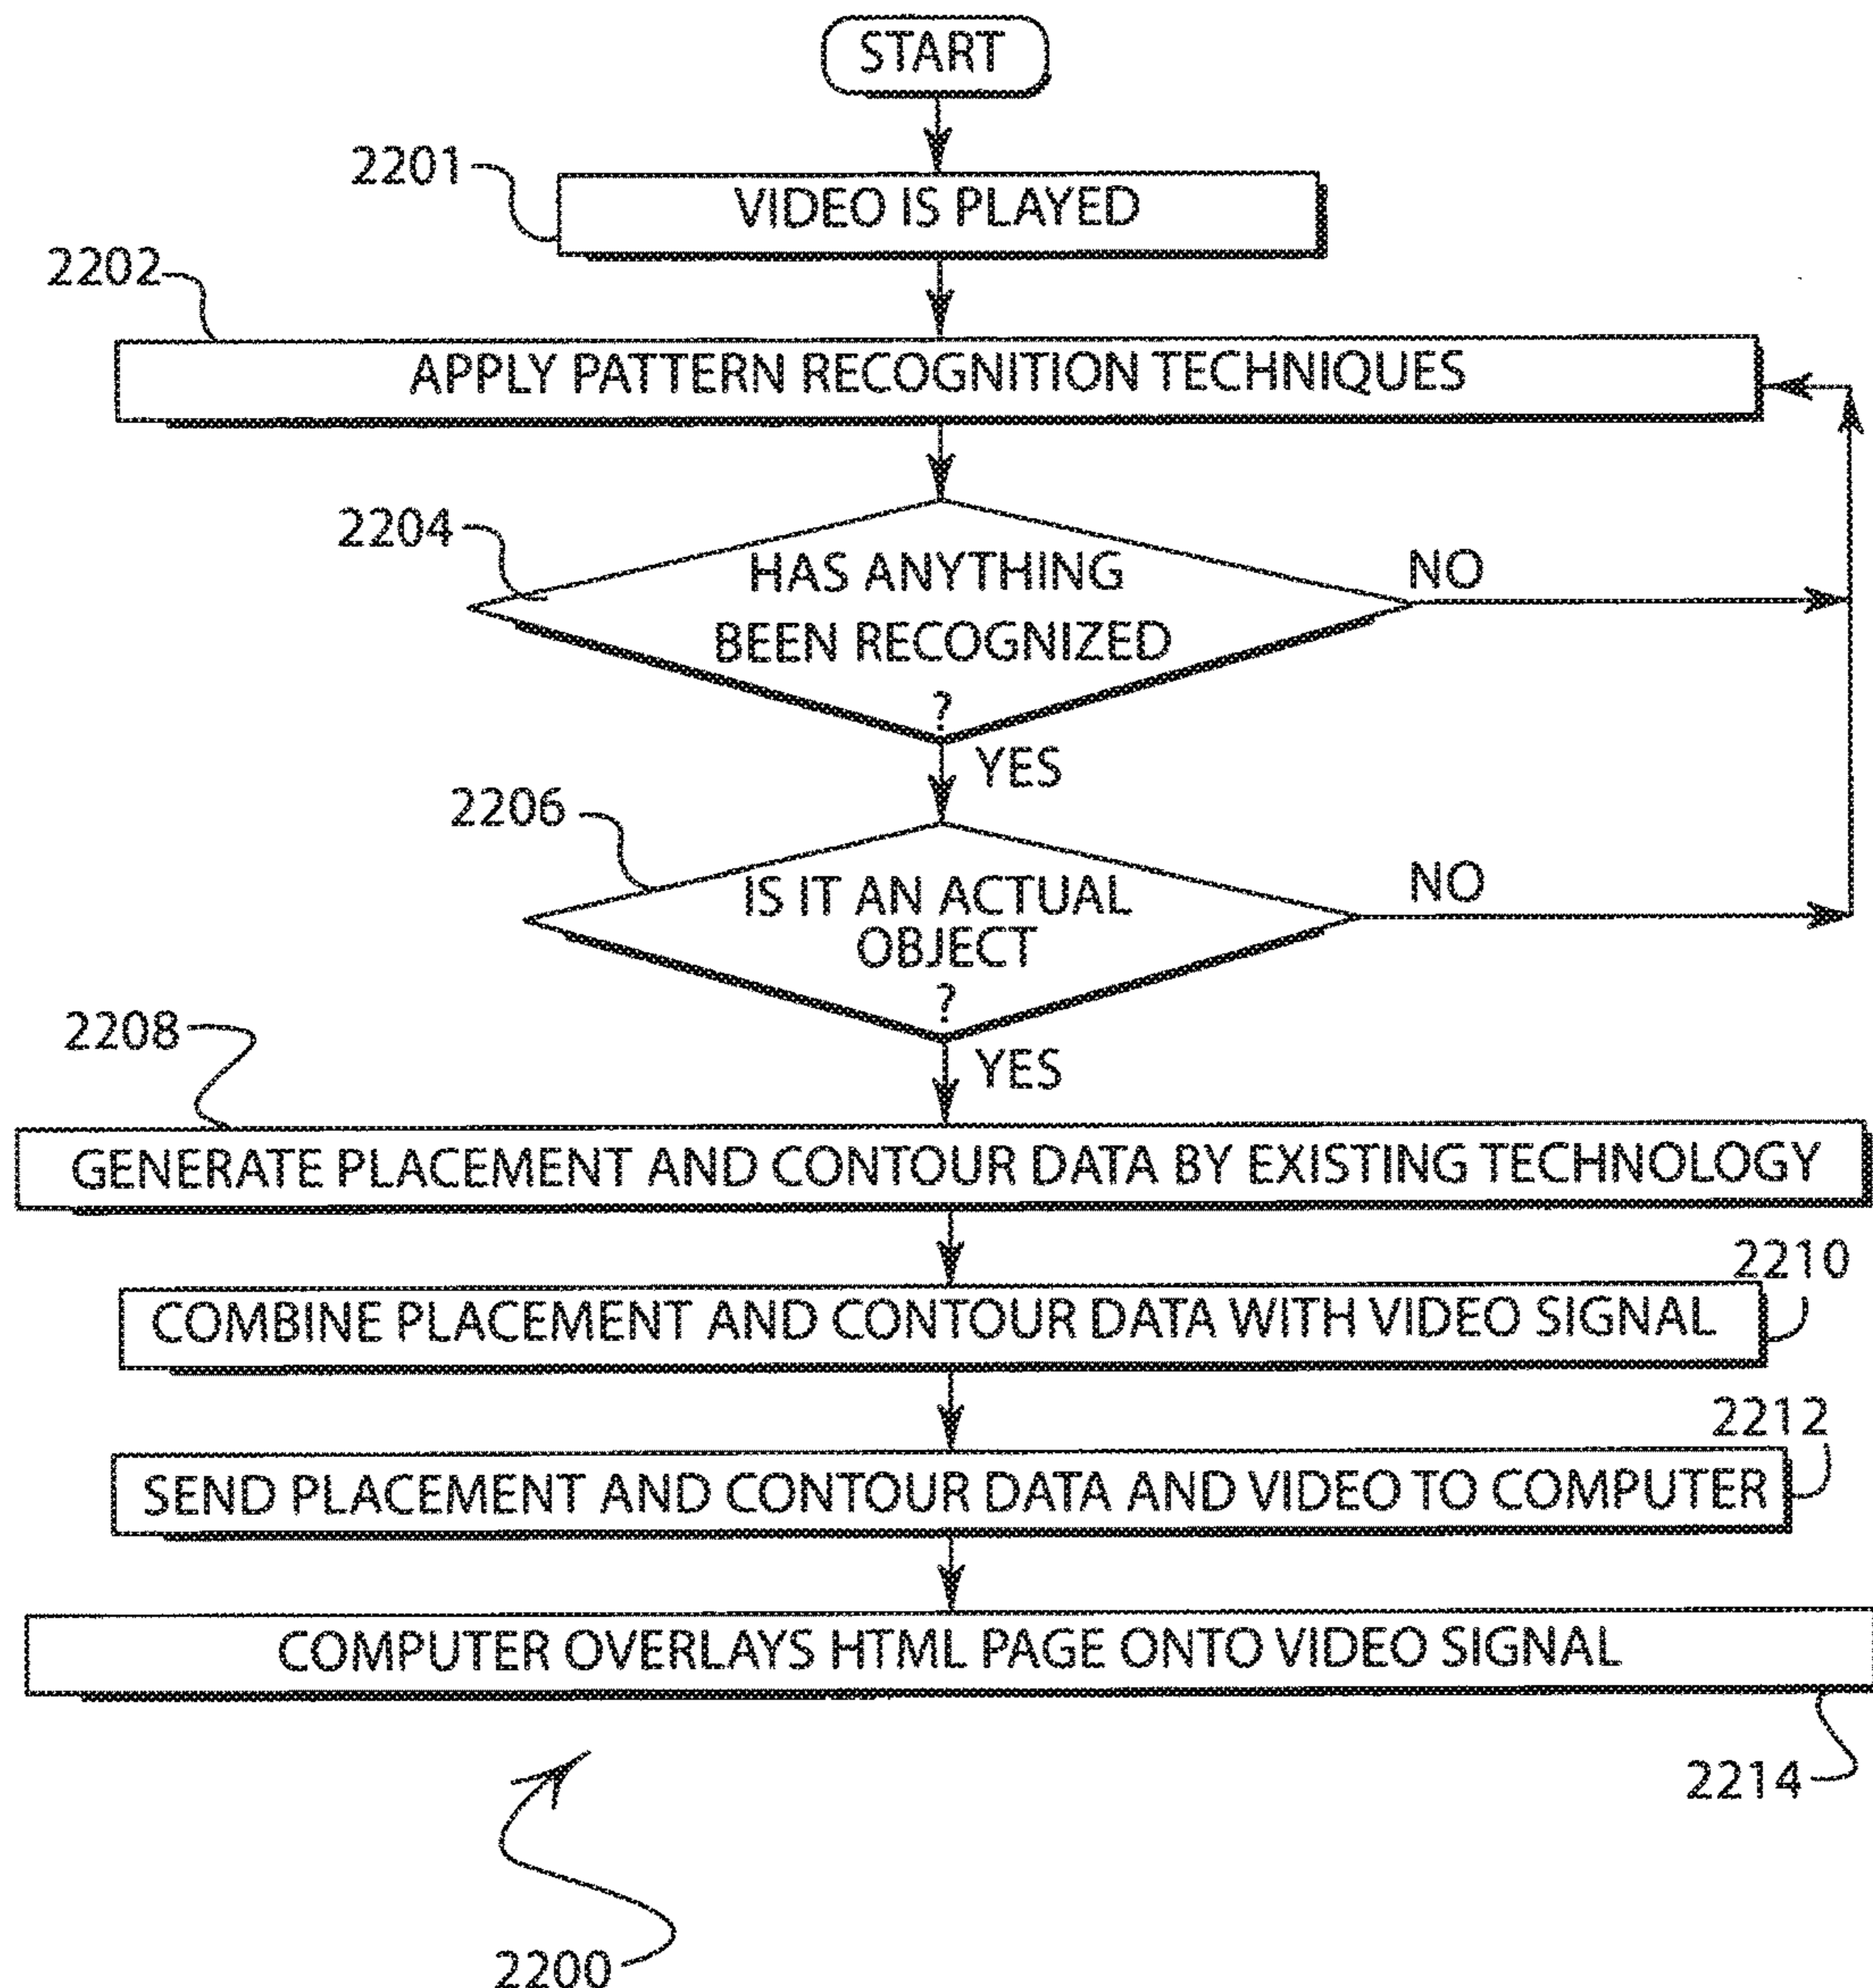 START
2201
VIDEO IS PLAYED
2202
APPLY PATTERN RECOGNITION TECHNIQUES
2204
HAS ANYTHING
BEEN RECOGNIZED
?
NO
YES
2206
IS IT AN ACTUAL
OBJECT
?
NO
YES
2208
GENERATE PLACEMENT AND CONTOUR DATA BY EXISTING TECHNOLOGY
2210
COMBINE PLACEMENT AND CONTOUR DATA WITH VIDEO SIGNAL
2212
SEND PLACEMENT AND CONTOUR DATA AND VIDEO TO COMPUTER
COMPUTER OVERLAYS HTML PAGE ONTO VIDEO SIGNAL
2214
2200